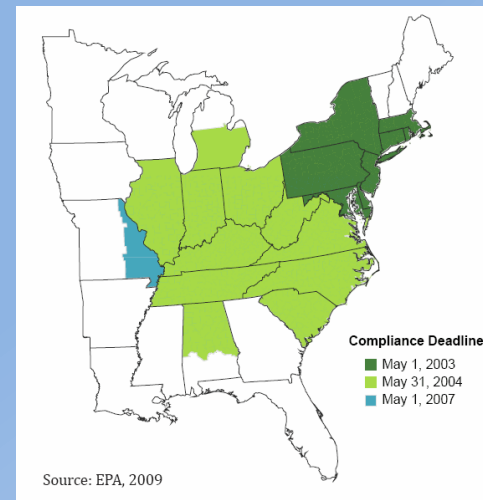 Compliance Deadline
May 1, 2003
May 31, 2004
May 1, 2007
Source: EPA, 2009